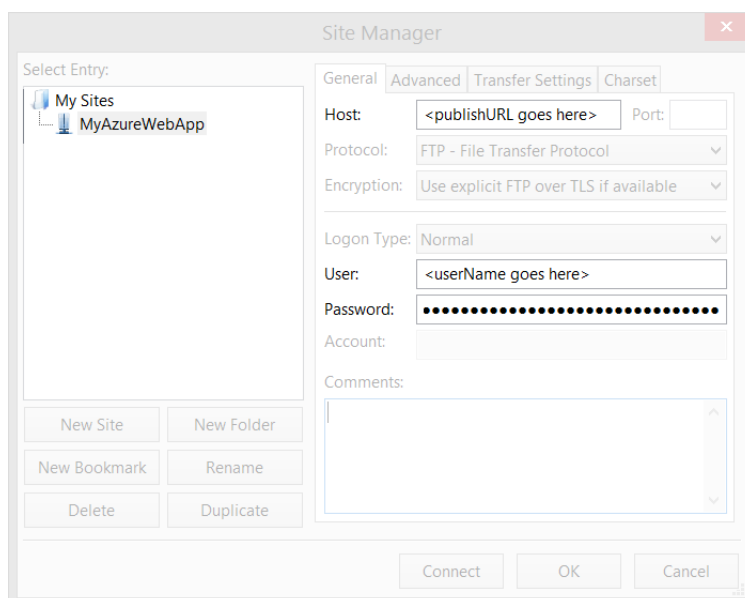 Site Manager
Select Entry:
My Sites
MyAzureWebApp
New Site
New Folder
New Bookmark
Rename
Delete
Duplicate
General
Advanced
Transfer Settings
Charset
Host:
<publishURL goes here>
Port:
Protocol:
FTP - File Transfer Protocol
Encryption:
Use explicit FTP over TLS if available
Logon Type:
Normal
User:
<userName goes here>
Password:
●●●●●●●●●●●●●●●●●●●●●●●●●●●●●●●
Account:
Comments:
Connect
OK
Cancel